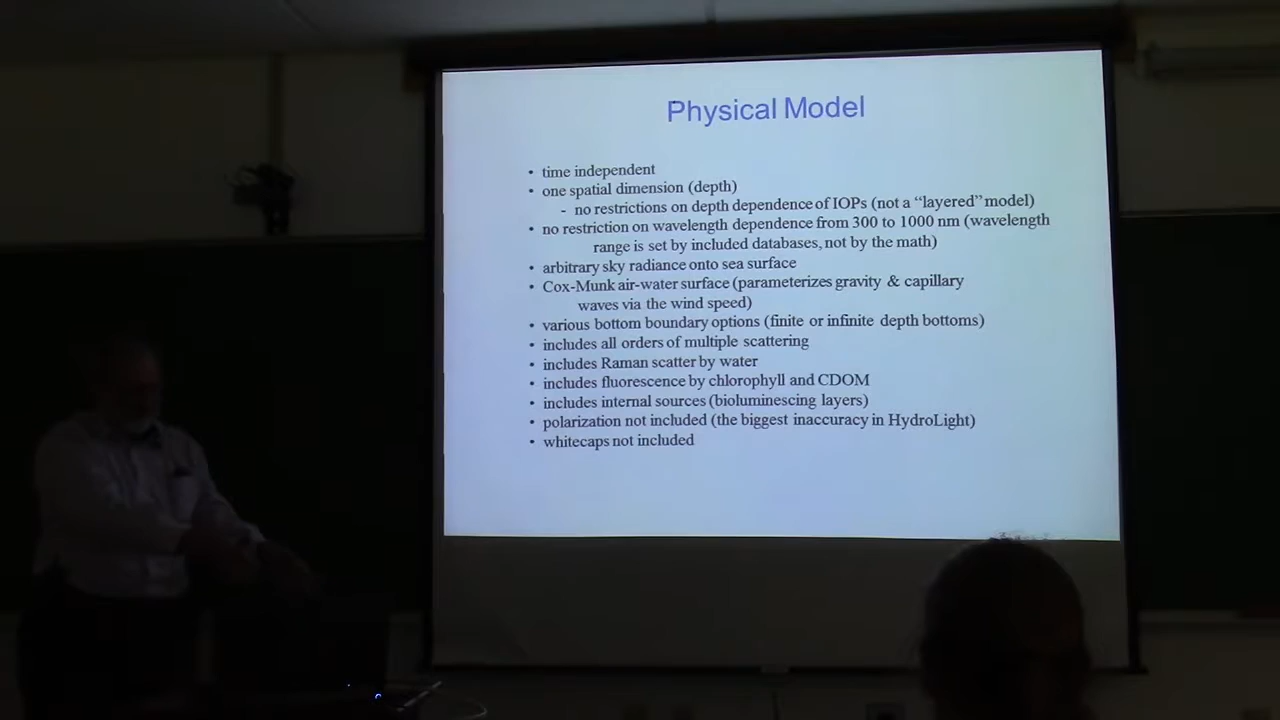 Physical Model
• time independent
• one spatial dimension (depth)
- no restrictions on depth dependence of IOPs (not a “layered” model)
• no restriction on wavelength dependence from 300 to 1000 nm (wavelength
range is set by included databases, not by the math)
• arbitrary sky radiance onto sea surface
• Cox-Munk air-water surface (parameterizes gravity & capillary
waves via the wind speed)
• various bottom boundary options (finite or infinite depth bottoms)
• includes all orders of multiple scattering
• includes Raman scatter by water
• includes fluorescence by chlorophyll and CDOM
• includes internal sources (bioluminescing layers)
• polarization not included (the biggest inaccuracy in HydroLight)
• whitecaps not included